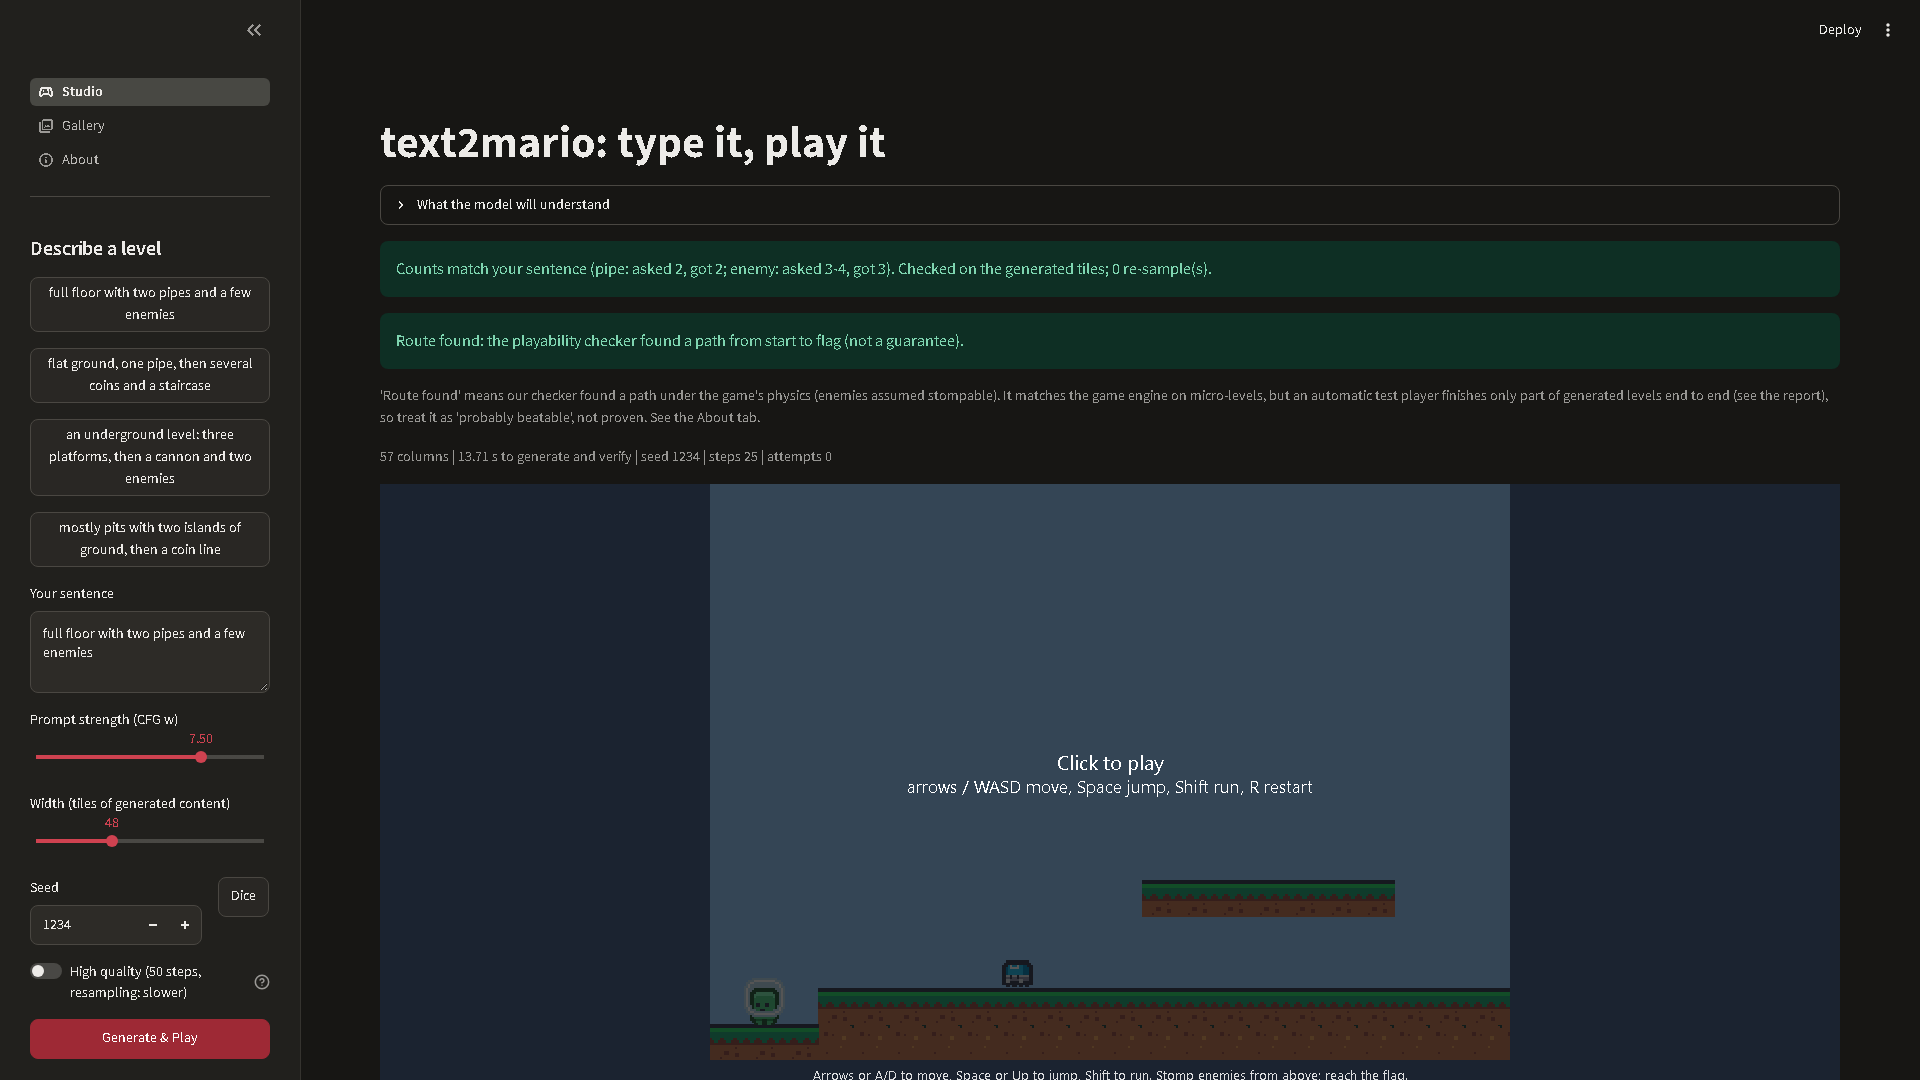 Deploy
Studio
Gallery
About
Describe a level
full floor with two pipes and a few
enemies
flat ground, one pipe, then several
coins and a staircase
an underground level: three
platforms, then a cannon and two
enemies
mostly pits with two islands of
ground, then a coin line
Your sentence
full floor with two pipes and a few
enemies
Prompt strength (CFG w)
7.50
Width (tiles of generated content)
48
Seed
1234
Dice
High quality (50 steps,
resampling: slower)
Generate & Play
text2mario: type it, play it
What the model will understand
Counts match your sentence (pipe: asked 2, got 2; enemy: asked 3-4, got 3). Checked on the generated tiles; 0 re-sample(s).
Route found: the playability checker found a path from start to flag (not a guarantee).
'Route found' means our checker found a path under the game's physics (enemies assumed stompable). It matches the game engine on micro-levels, but an automatic test player finishes only part of generated levels end to end (see the report),
so treat it as 'probably beatable', not proven. See the About tab.
57 columns | 13.71 s to generate and verify | seed 1234 | steps 25 | attempts 0
Click to play
arrows / WASD move, Space jump, Shift run, R restart
Arrows or A/D to move, Space or Up to jump, Shift to run. Stomp enemies from above; reach the flag.